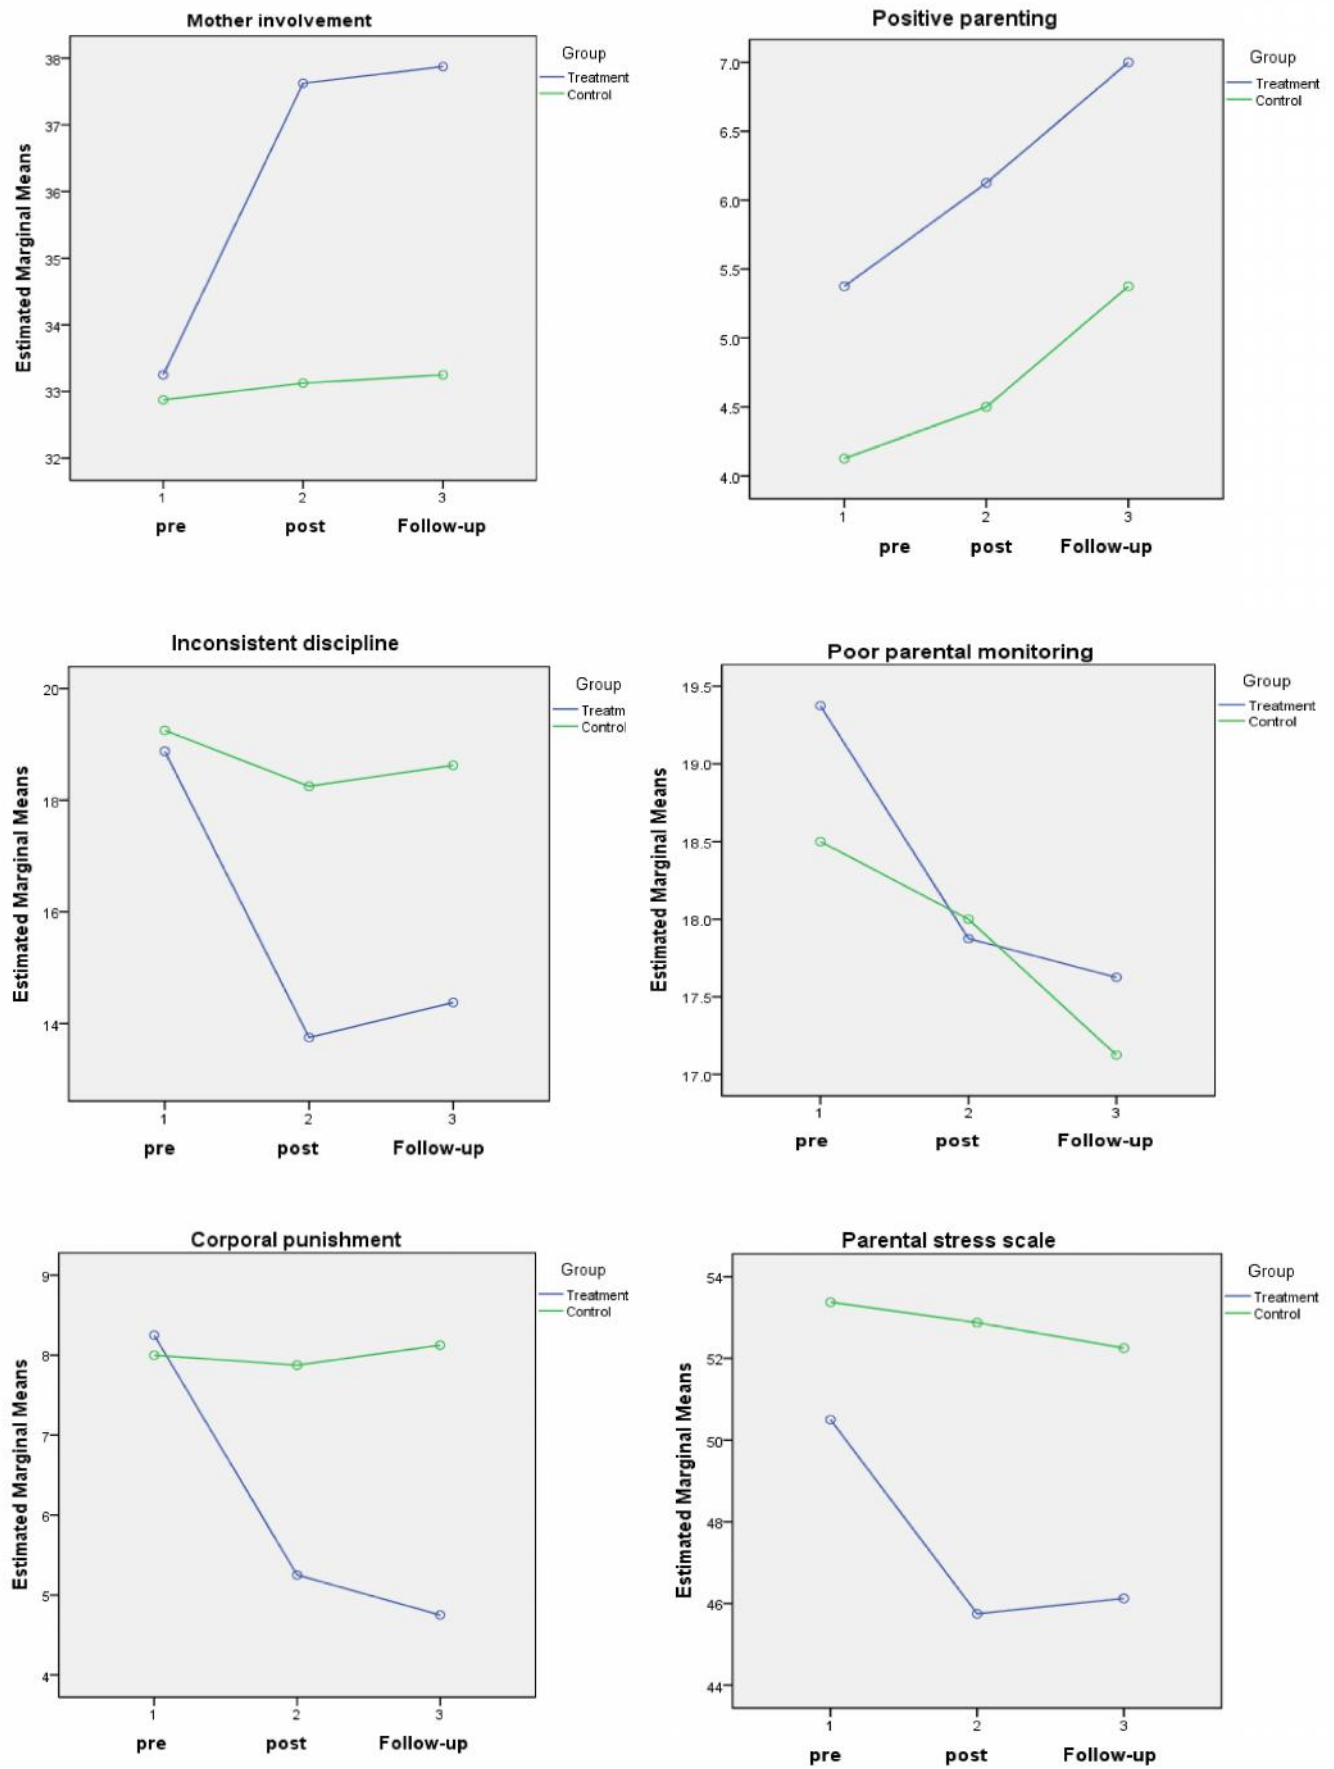 Mother involvement
Estimated Marginal Means
38
37
36
35
34
33
32
1 2 3
pre post Follow-up
Group
Treatment
Control
Positive parenting
7.0
6.5
6.0
5.5
5.0
4.5
4.0
1 2 3
pre post Follow-up
Group
Treatment
Control
Inconsistent discipline
Estimated Marginal Means
20
18
16
14
1 2 3
pre post Follow-up
Group
Treatm
Control
Poor parental monitoring
Estimated Marginal Means
19.5
19.0
18.5
18.0
17.5
17.0
1 2 3
pre post Follow-up
Group
Treatment
Control
Corporal punishment
Estimated Marginal Means
9
8
7
6
5
4
1 2 3
pre post Follow-up
Group
Treatment
Control
Parental stress scale
Estimated Marginal Means
54
52
50
48
46
44
1 2 3
pre post Follow-up
Group
Treatment
Control